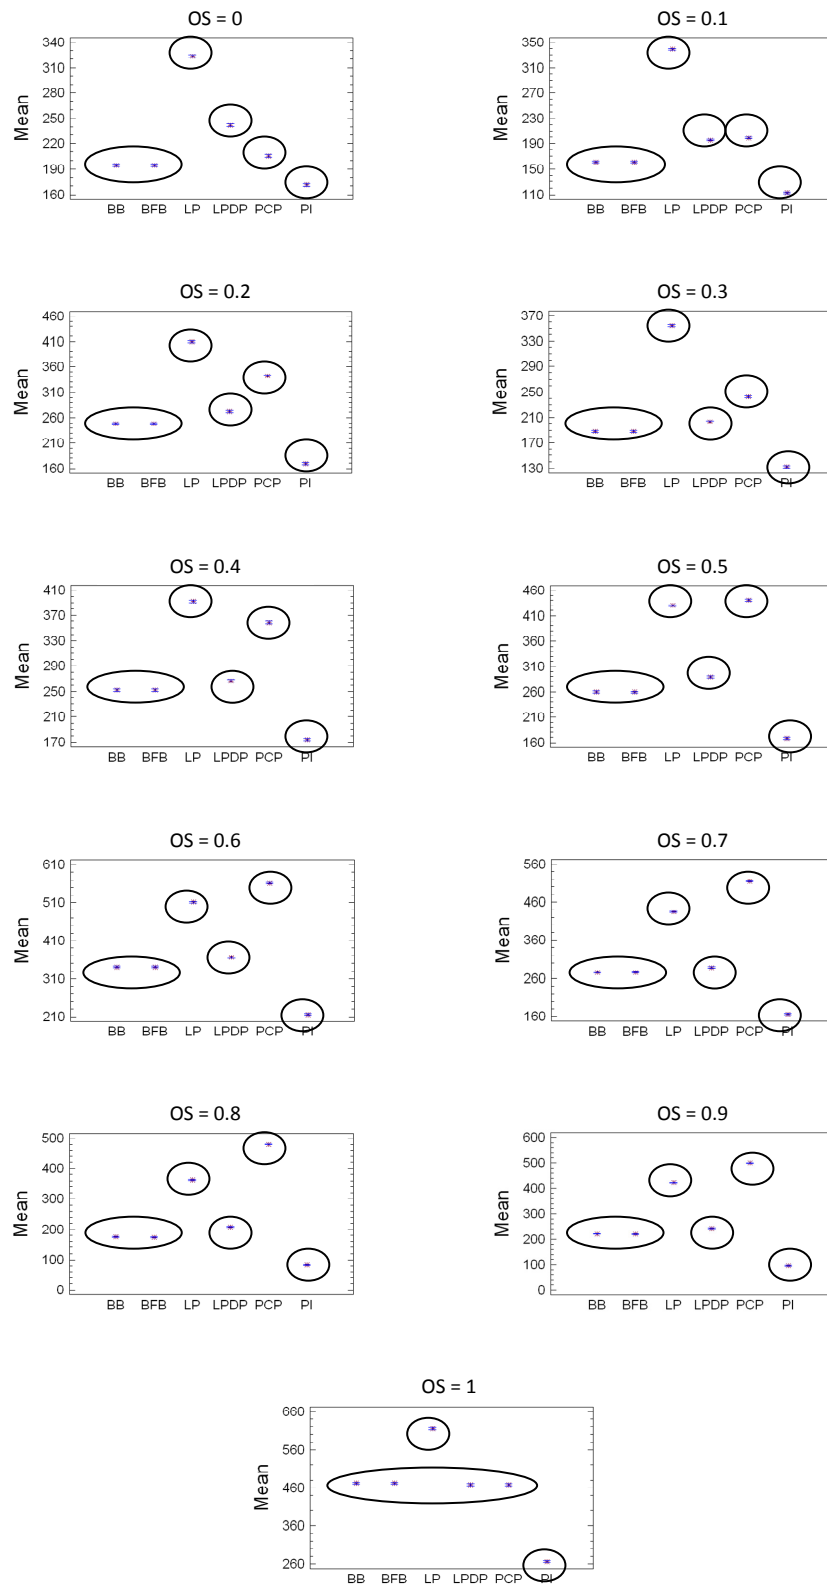 OS = 0
340
310
280
250
220
190
160
Mean
BB BFB LP LPDP PCP PI
OS = 0.1
350
310
270
230
190
150
110
Mean
BB BFB LP LPDP PCP PI
OS = 0.2
460
410
360
310
260
210
160
Mean
BB BFB LP LPDP PCP PI
OS = 0.3
370
330
290
250
210
170
130
Mean
BB BFB LP LPDP PCP PI
OS = 0.4
410
370
330
290
250
210
170
Mean
BB BFB LP LPDP PCP PI
OS = 0.5
460
410
360
310
260
210
160
Mean
BB BFB LP LPDP PCP PI
OS = 0.6
610
510
410
310
210
Mean
BB BFB LP LPDP PCP PI
OS = 0.7
560
460
360
260
160
Mean
BB BFB LP LPDP PCP PI
OS = 0.8
500
400
300
200
100
0
Mean
BB BFB LP LPDP PCP PI
OS = 0.9
600
500
400
300
200
100
0
Mean
BB BFB LP LPDP PCP PI
OS = 1
660
560
460
360
260
Mean
BB BFB LP LPDP PCP PI